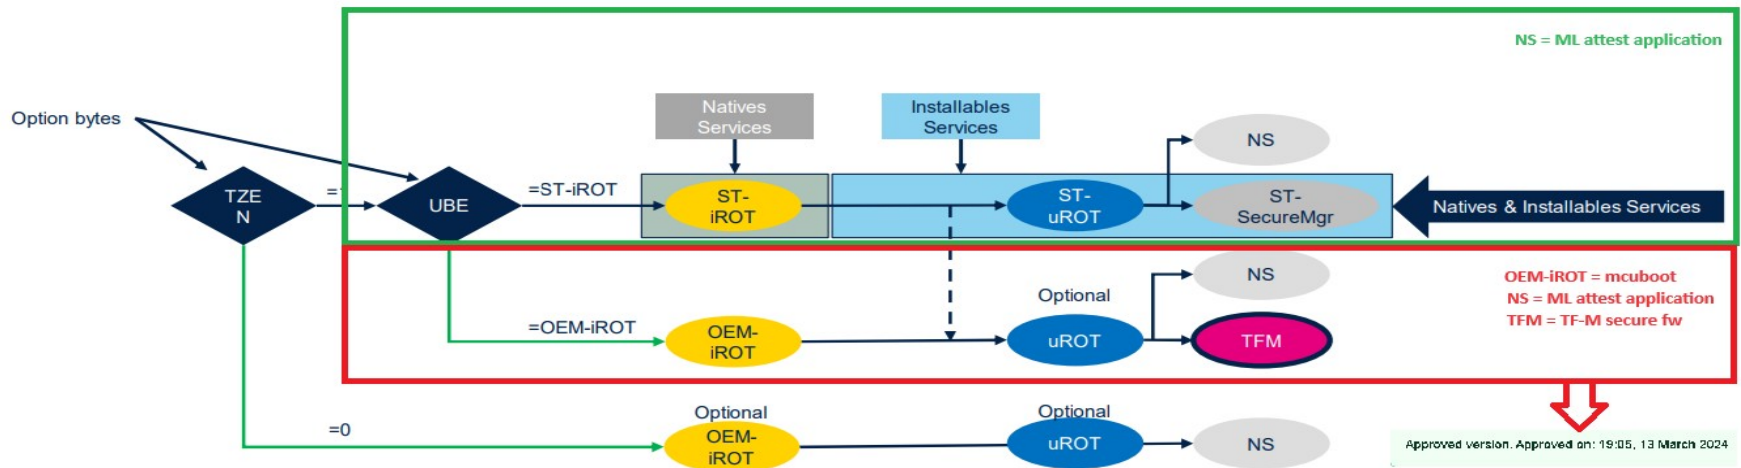 NS = ML attest application
Natives
Services
Installables
Services
Option bytes
NS
TZE
N
UBE
=ST-iROT
ST-
iROT
ST-
uROT
ST-
SecureMgr
Natives & Installables Services
NS
OEM-iROT = mcuboot
NS = ML attest application
TFM = TF-M secure fw
Optional
=OEM-iROT
OEM-
iROT
uROT
TFM
Optional
Optional
=0
OEM-
iROT
uROT
NS
Approved version. Approved on: 19:05, 13 March 2024